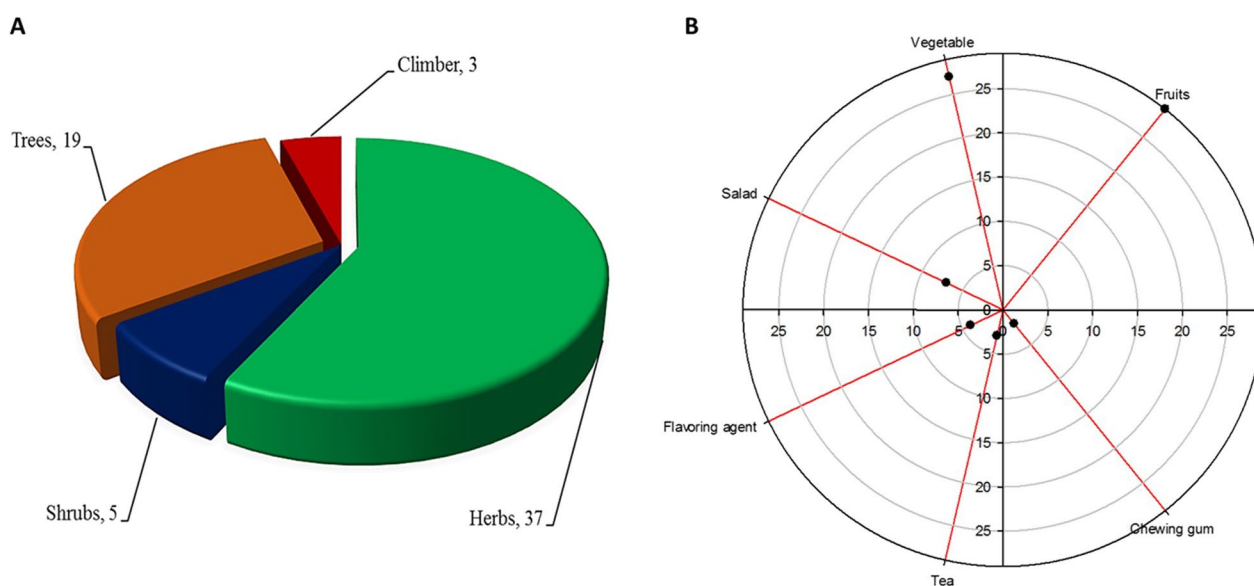 A
Climber, 3
Trees, 19
Shrubs, 5
Herbs, 37
B
Vegetable
Fruits
Salad
Flavoring agent
Tea
Chewing gum
25
20
15
10
5
0
25 20 15 10 5 0 5 10 15 20 25
5
10
15
20
25